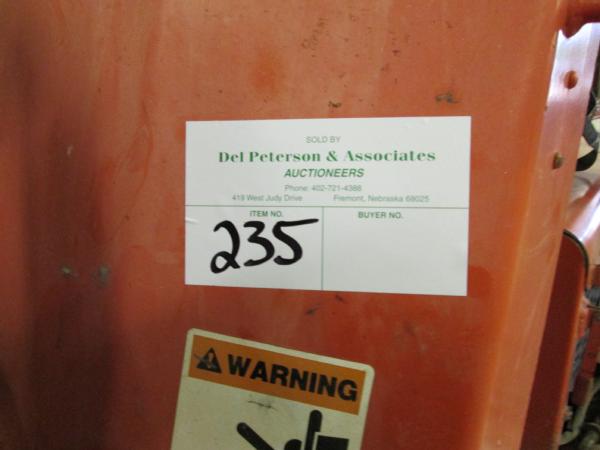 SOLD BY
Del Peterson & Associates
AUCTIONEERS
Phone: 402-721-4388
419 West Judy Drive Fremont, Nebraska 68025
ITEM NO. BUYER NO.
235
WARNING